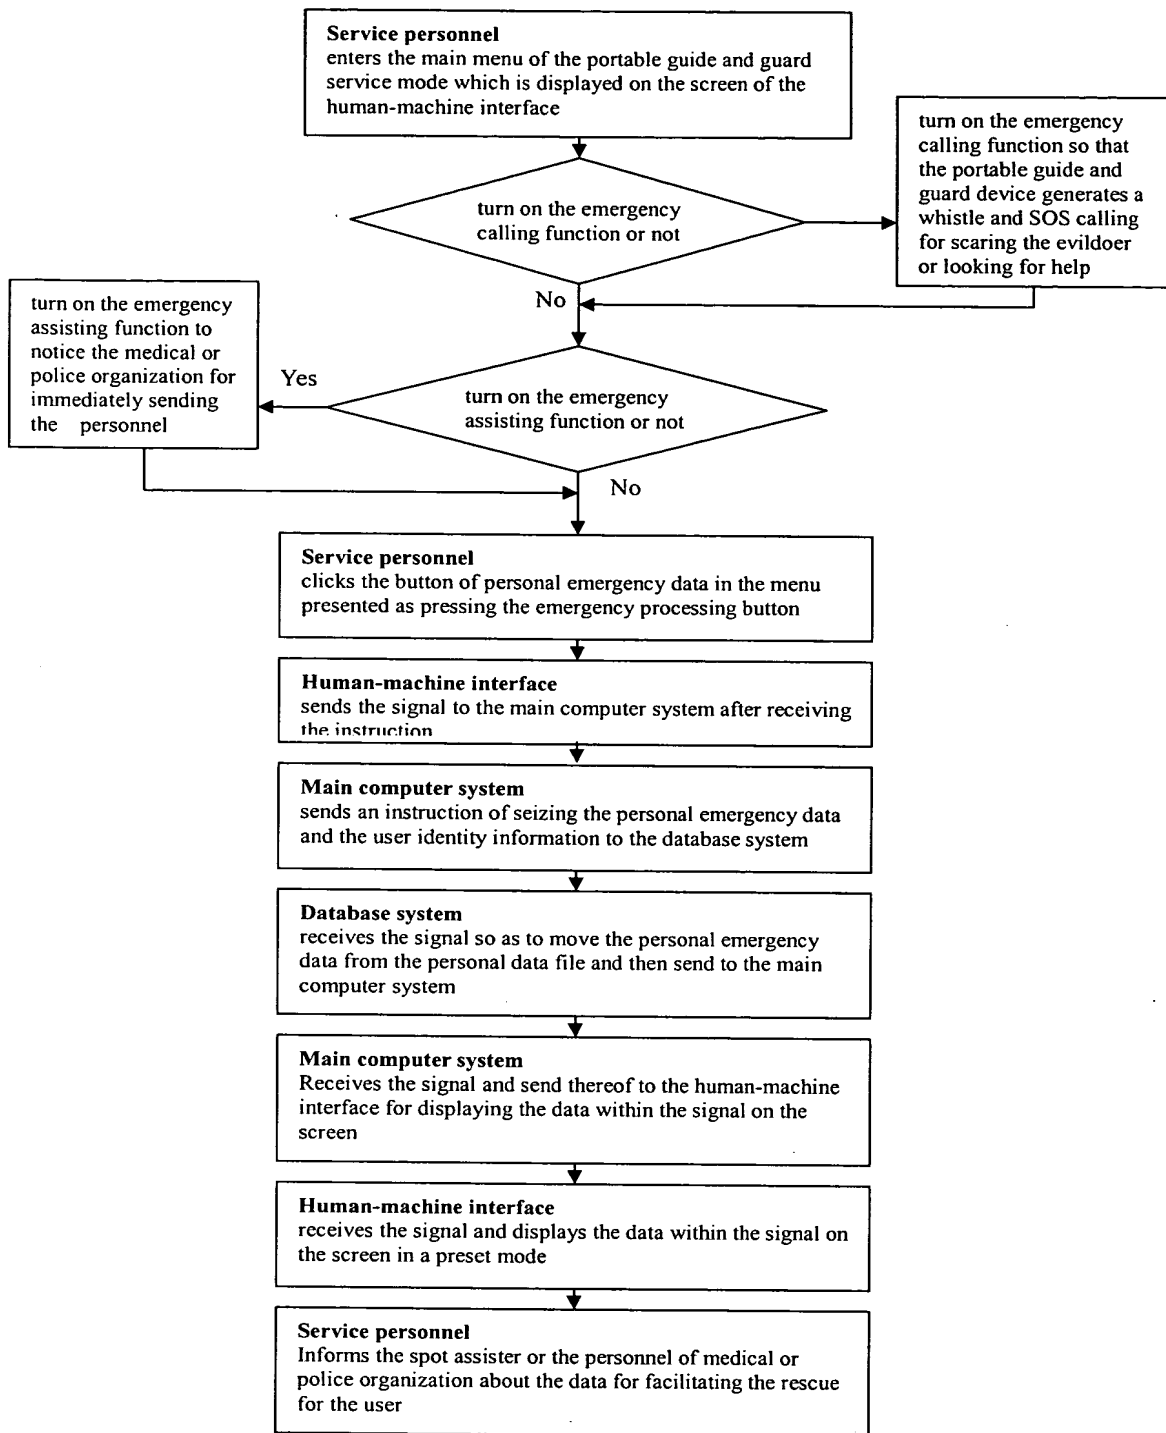 Service personnel
enters the main menu of the portable guide and guard
service mode which is displayed on the screen of the
human-machine interface
turn on the emergency
calling function so that
the portable guide and
guard device generates a
whistle and SOS calling
for scaring the evildoer
or looking for help
turn on the emergency
calling function or not
No
turn on the emergency
assisting function to
notice the medical or
police organization for
immediately sending
the personnel
Yes
turn on the emergency
assisting function or not
No
Service personnel
clicks the button of personal emergency data in the menu
presented as pressing the emergency processing button
Human-machine interface
sends the signal to the main computer system after receiving
the instruction
Main computer system
sends an instruction of seizing the personal emergency data
and the user identity information to the database system
Database system
receives the signal so as to move the personal emergency
data from the personal data file and then send to the main
computer system
Main computer system
Receives the signal and send thereof to the human-machine
interface for displaying the data within the signal on the
screen
Human-machine interface
receives the signal and displays the data within the signal on
the screen in a preset mode
Service personnel
Informs the spot assister or the personnel of medical or
police organization about the data for facilitating the rescue
for the user